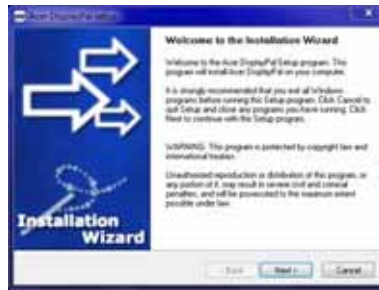 Acer DisplayPal setup
Welcome to the Installation Wizard
Welcome to the Acer DisplayPal Setup program. This
program will install Acer DisplayPal on your computer.
It is strongly recommended that you exit all Windows
programs before running this Setup program. Click Cancel to
quit Setup and close any programs you have running. Click
Next to continue with the Setup program.
WARNING: This program is protected by copyright law and
international treaties.
Unauthorized reproduction or distribution of this program, or
any portion of it, may result in severe civil and criminal
penalties, and will be prosecuted to the maximum extent
possible under law.
Installation
Wizard
< Back
Next >
Cancel